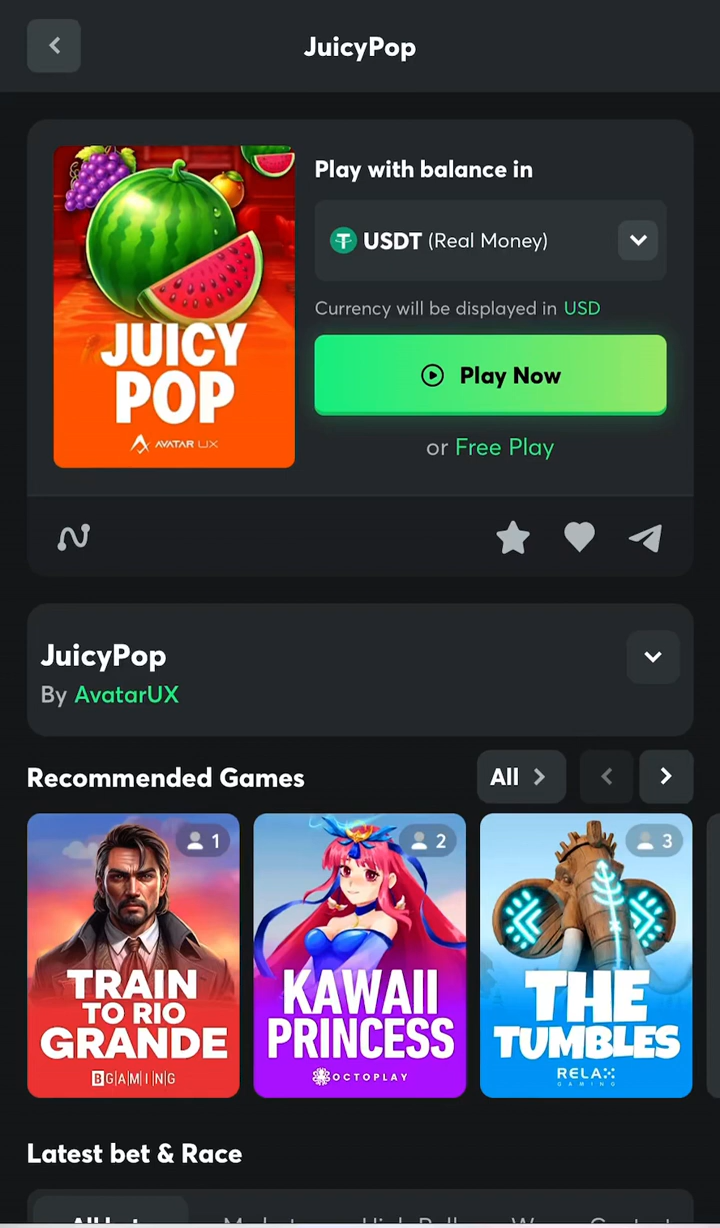 JuicyPop
Play with balance in
USDT (Real Money)
Currency will be displayed in USD
Play Now
or Free Play
JUICY
POP
AVATAR UX
JuicyPop
By AvatarUX
Recommended Games
All
1
TRAIN
TO RIO
GRANDE
BGAMING
2
KAWAII
PRINCESS
OCTOPLAY
3
THE
TUMBLES
RELAX
GAMING
Latest bet & Race